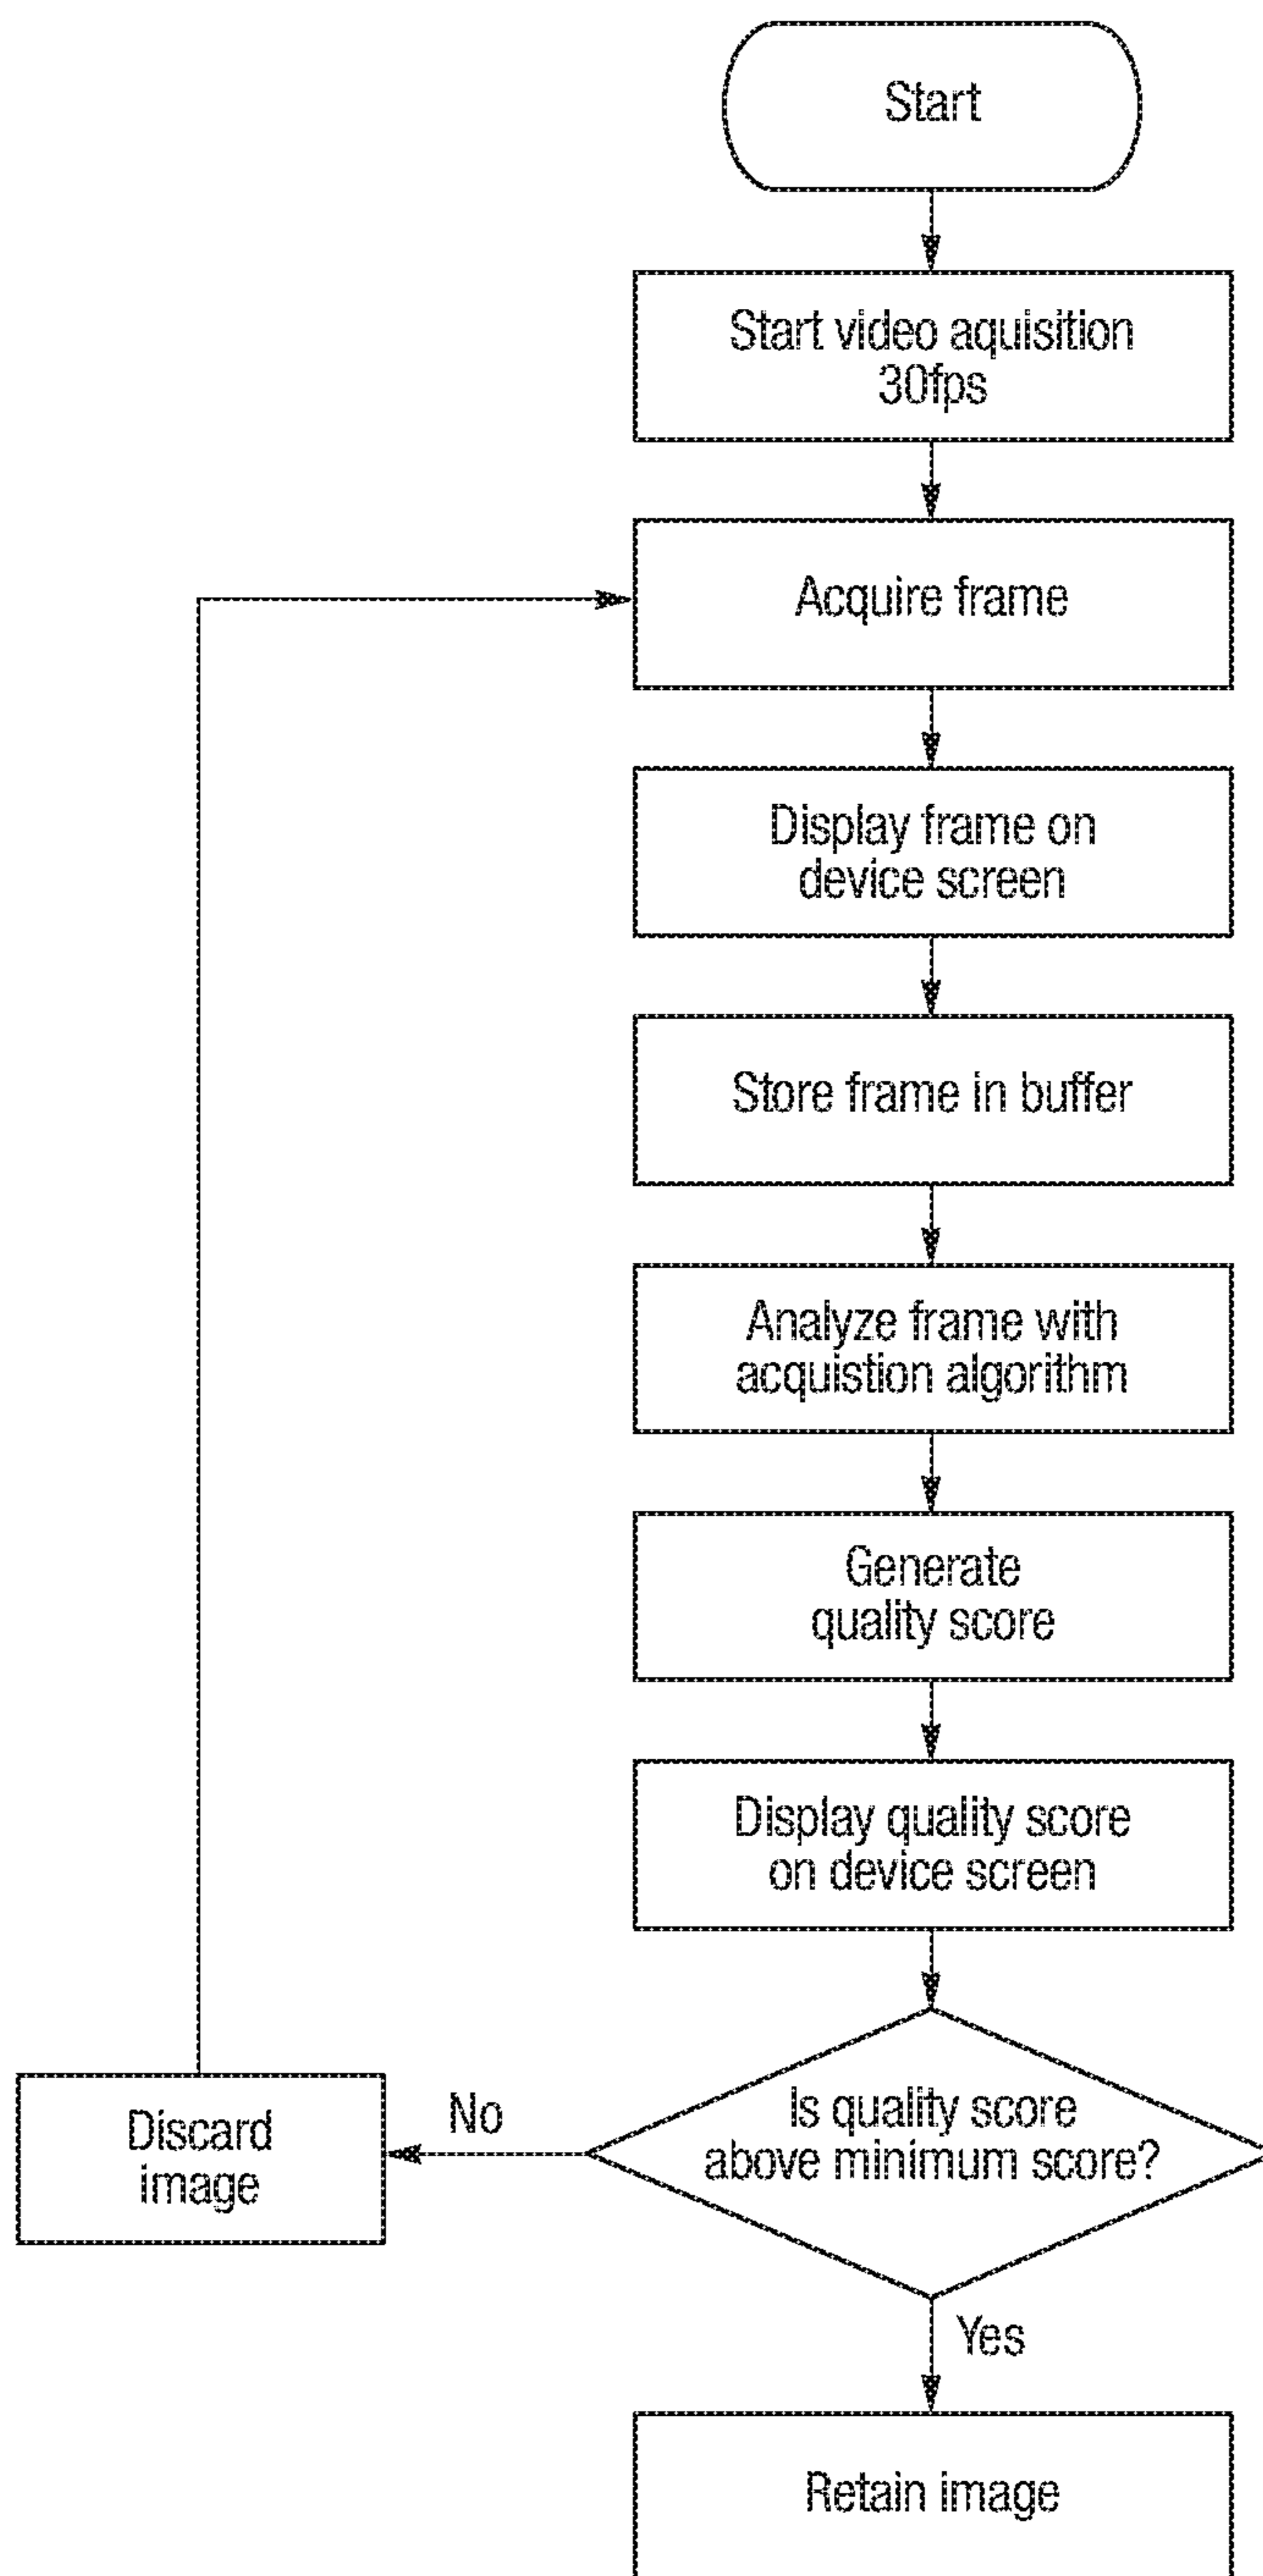 Start
Start video aquisition
30fps
Acquire frame
Display frame on
device screen
Store frame in buffer
Analyze frame with
acquistion algorithm
Generate
quality score
Display quality score
on device screen
Is quality score
above minimum score?
No
Discard
image
Yes
Retain image